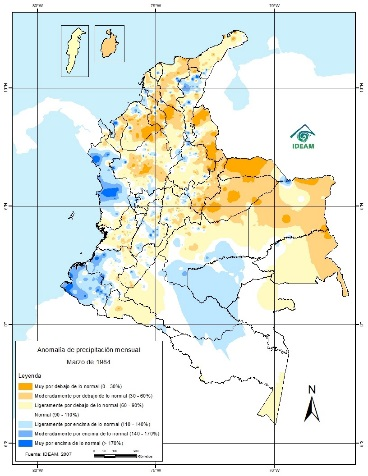 IDEAM
Anomalía de precipitación mensual
Marzo de 1984
Leyenda
Muy por debajo de lo normal (0 - 30%)
Moderadamente por debajo de lo normal (30 - 60%)
Ligeramente por debajo de lo normal (60 - 90%)
Normal (90 - 110%)
Ligeramente por encima de lo normal (110 - 140%)
Moderadamente por encima de lo normal (140 - 170%)
Muy por encima de lo normal (> 170%)
Fuente: IDEAM, 2007
N